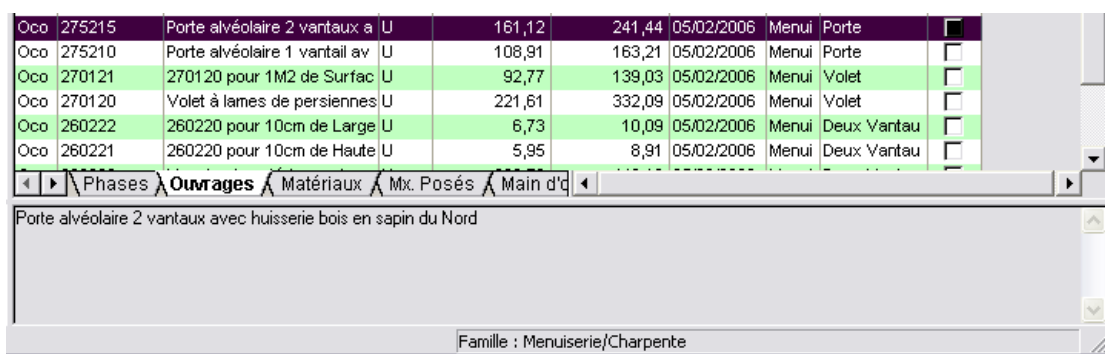 Oco 275215 Porte alvéolaire 2 vantaux a U 161,12 241,44 05/02/2006 Menui Porte
Oco 275210 Porte alvéolaire 1 vantail av U 108,91 163,21 05/02/2006 Menui Porte
Oco 270121 270120 pour 1M2 de Surfac U 92,77 139,03 05/02/2006 Menui Volet
Oco 270120 Volet à lames de persiennes U 221,61 332,09 05/02/2006 Menui Volet
Oco 260222 260220 pour 10cm de Large U 6,73 10,09 05/02/2006 Menui Deux Vantau
Oco 260221 260220 pour 10cm de Haute U 5,95 8,91 05/02/2006 Menui Deux Vantau
Phases Ouvrages Matériaux Mx. Posés Main d'
Porte alvéolaire 2 vantaux avec huisserie bois en sapin du Nord
Famille : Menuiserie/Charpente